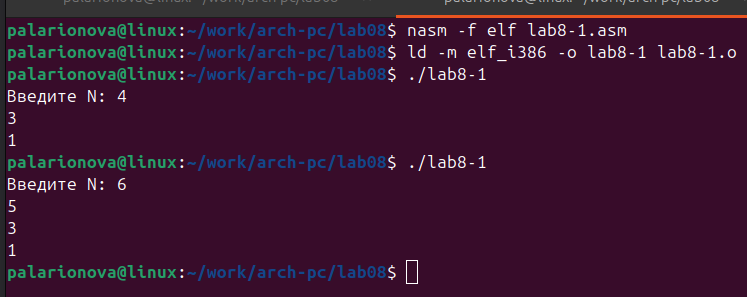 palarionova@linux:~/work/arch-pc/lab08$ nasm -f elf lab8-1.asm
palarionova@linux:~/work/arch-pc/lab08$ ld -m elf_i386 -o lab8-1 lab8-1.o
palarionova@linux:~/work/arch-pc/lab08$ ./lab8-1
Введите N: 4
3
1
palarionova@linux:~/work/arch-pc/lab08$ ./lab8-1
Введите N: 6
5
3
1
palarionova@linux:~/work/arch-pc/lab08$